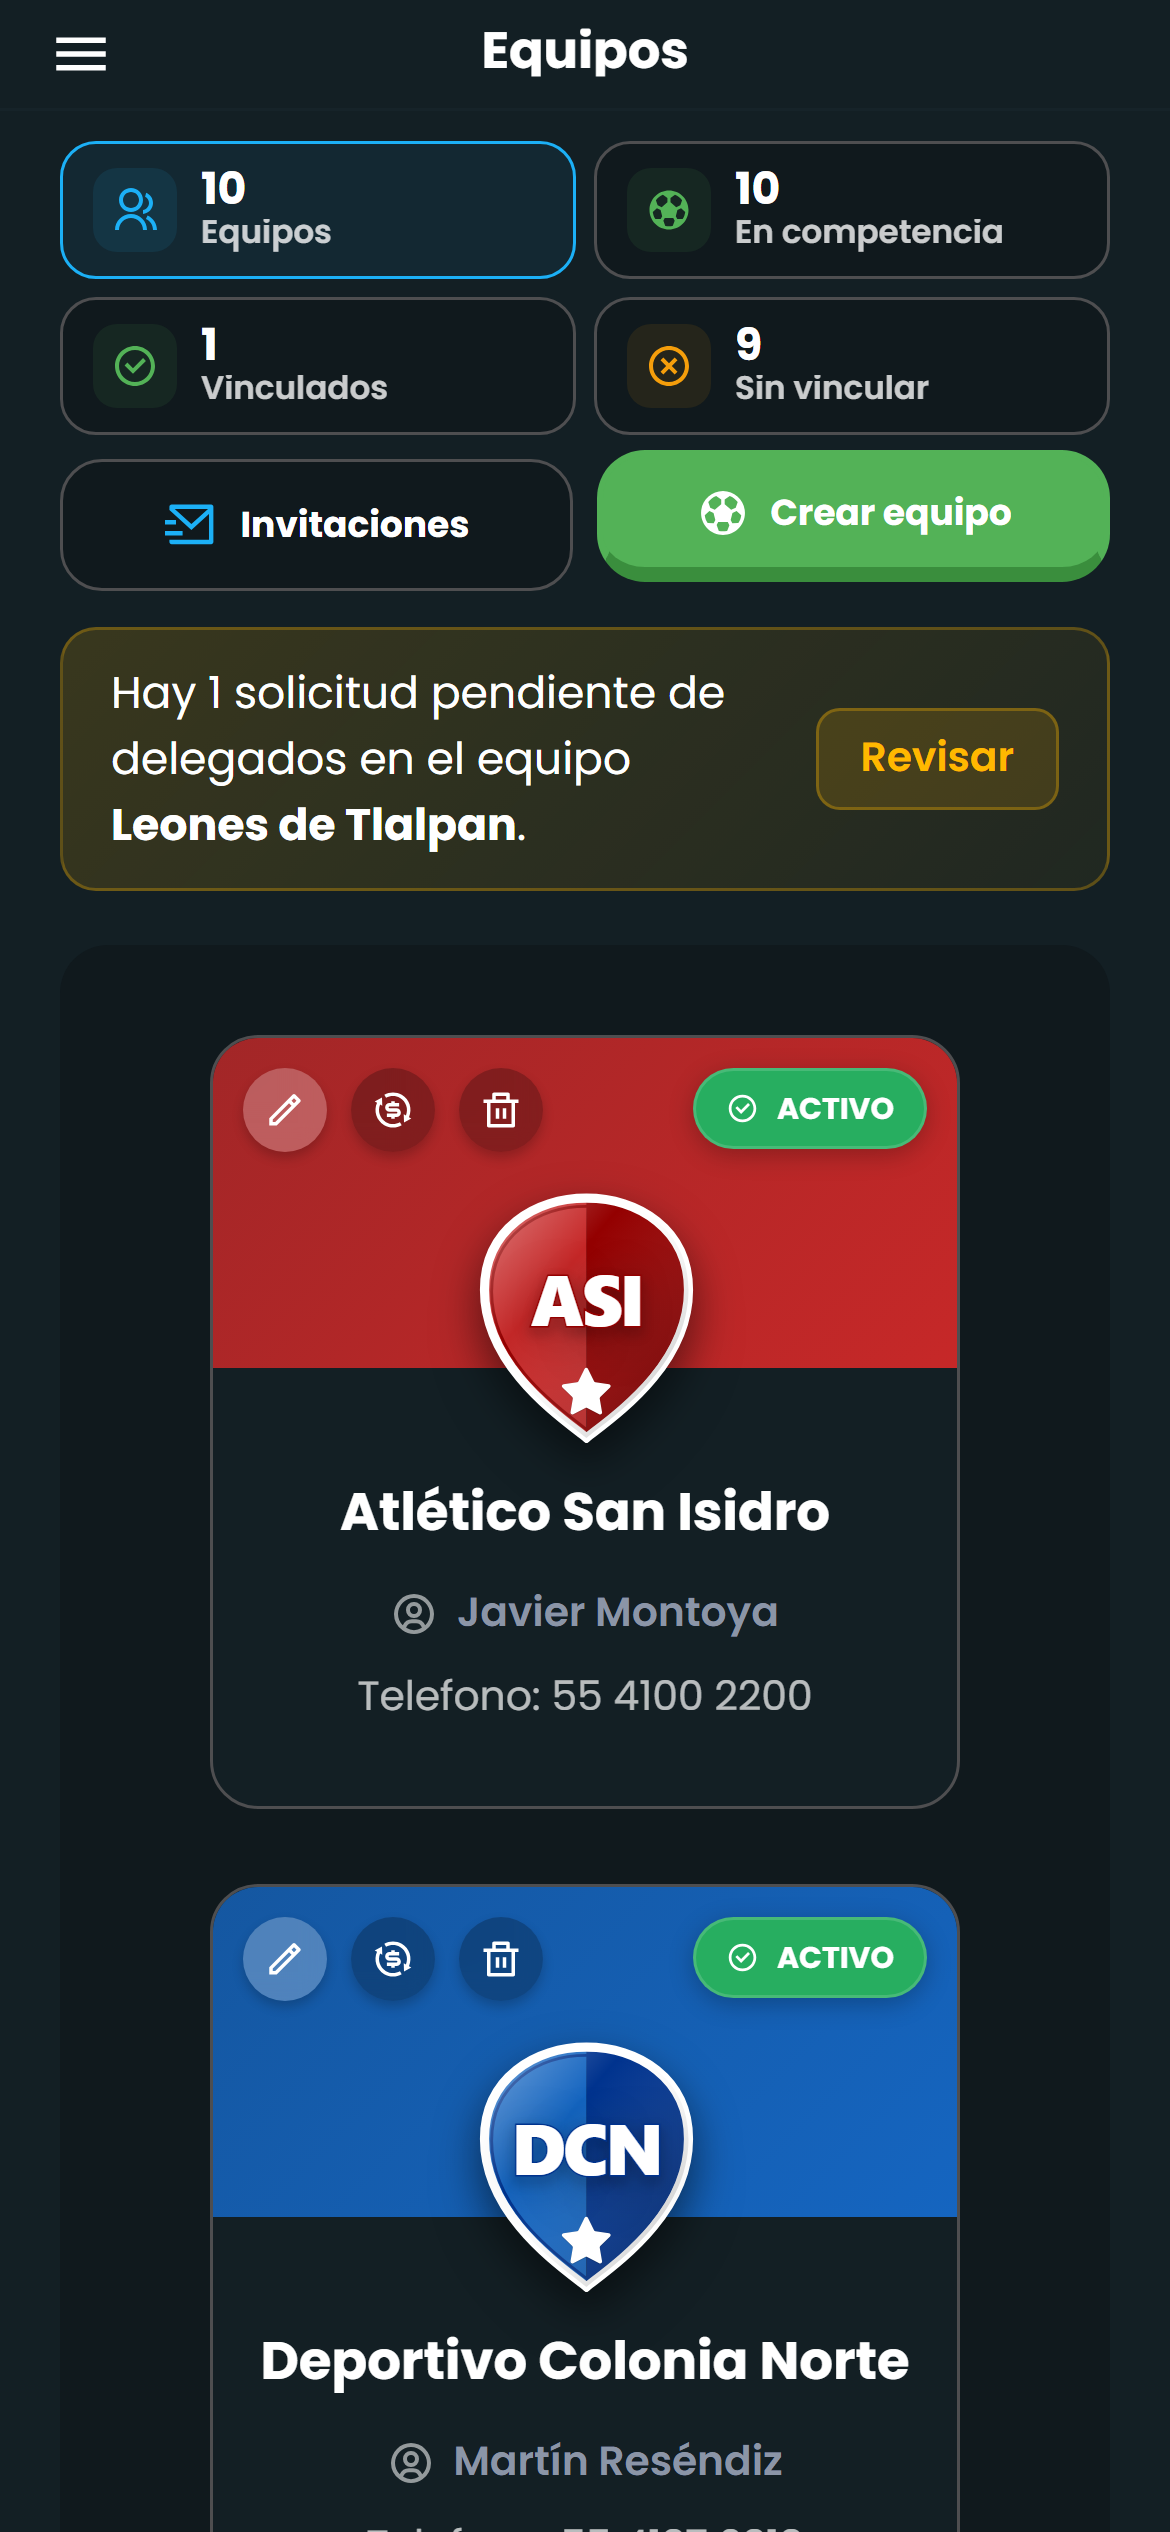 Equipos
10
Equipos
10
En competencia
1
Vinculados
9
Sin vincular
Invitaciones
Crear equipo
Hay 1 solicitud pendiente de
delegados en el equipo
Leones de Tlalpan.
Revisar
ACTIVO
ASI
Atlético San Isidro
Javier Montoya
Telefono: 55 4100 2200
ACTIVO
DCN
Deportivo Colonia Norte
Martín Reséndiz